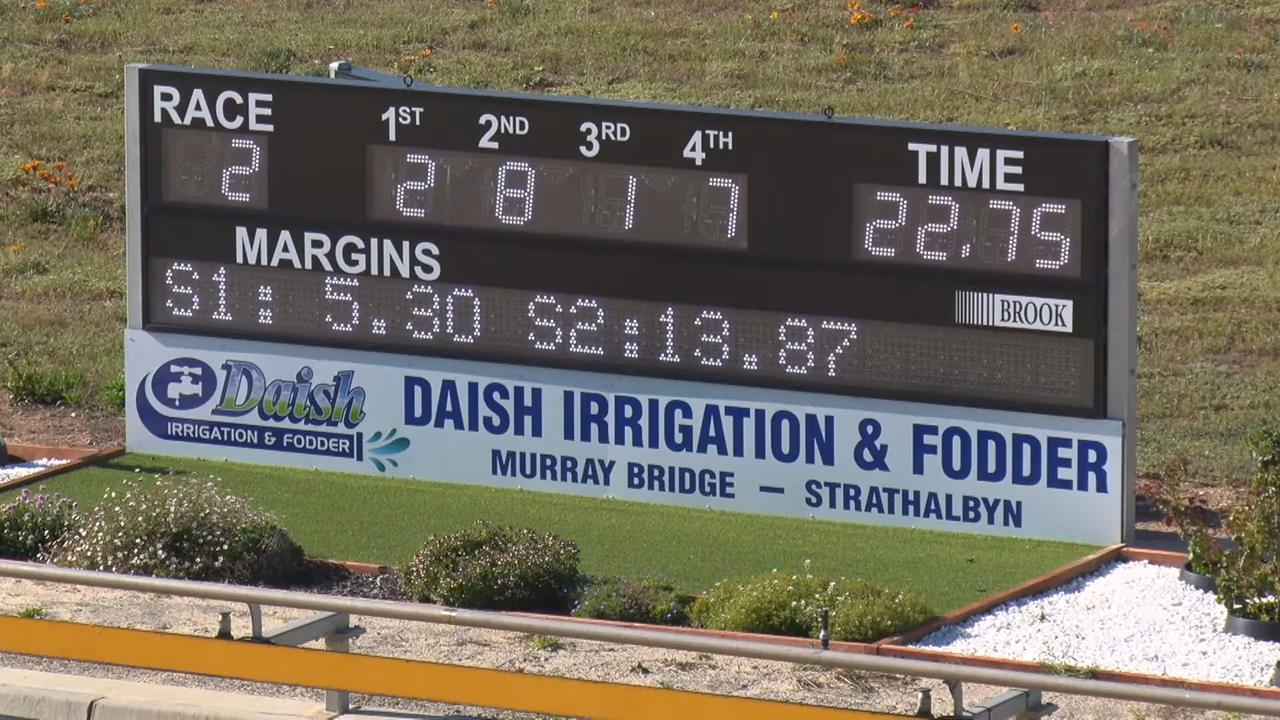 RACE 1ST 2ND 3RD 4TH TIME
2 2 8 1 7 22.75
MARGINS
S1: 5.30 S2:13.87
BROOK
Daish
IRRIGATION & FODDER
DAISH IRRIGATION & FODDER
MURRAY BRIDGE – STRATHALBYN